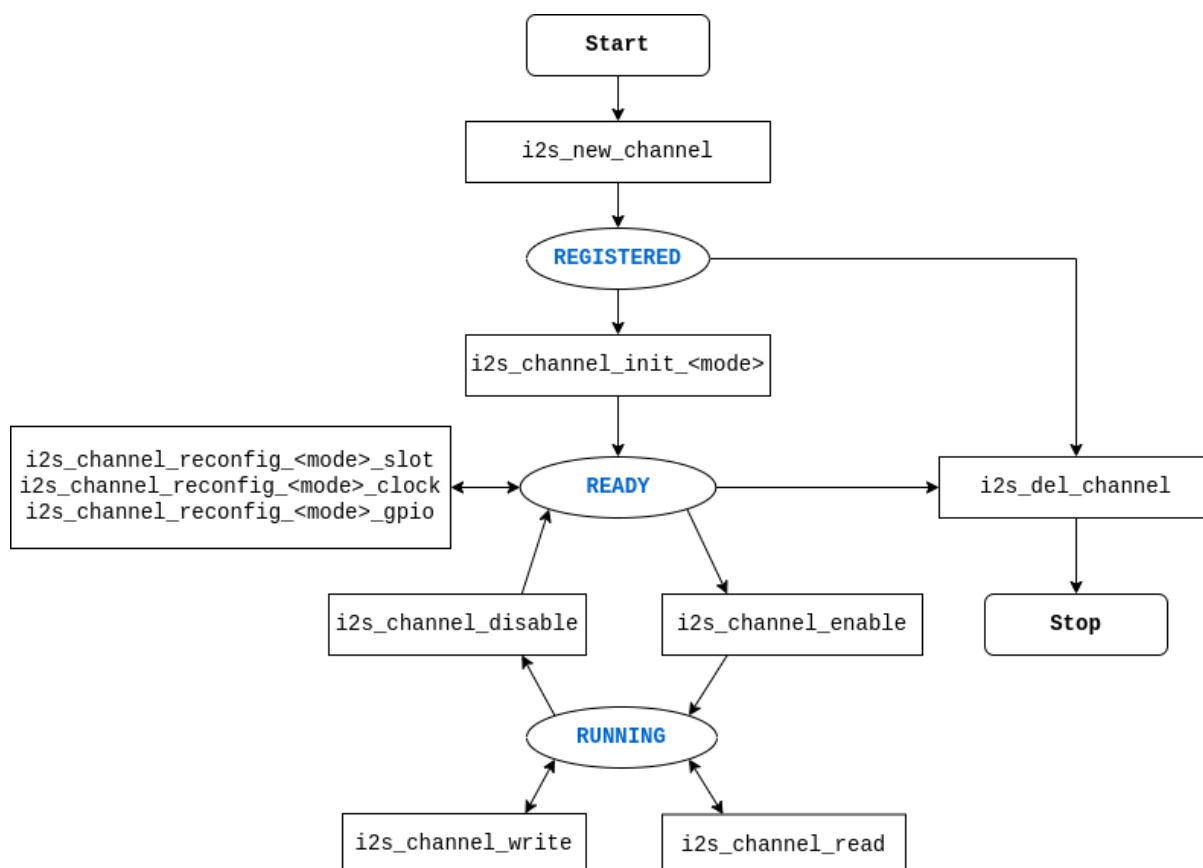 Start
i2s_new_channel
REGISTERED
i2s_channel_init_<mode>
i2s_channel_reconfig_<mode>_slot
i2s_channel_reconfig_<mode>_clock
i2s_channel_reconfig_<mode>_gpio
READY
i2s_del_channel
i2s_channel_disable
i2s_channel_enable
Stop
RUNNING
i2s_channel_write
i2s_channel_read